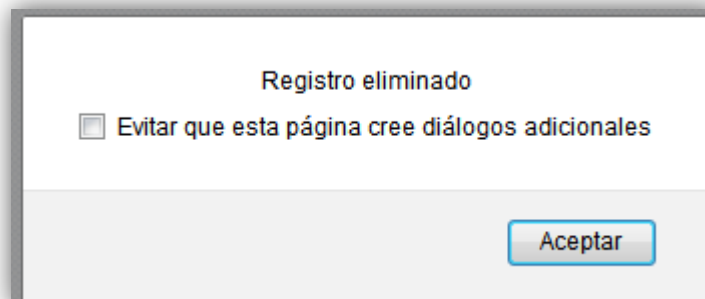 Registro eliminado
Evitar que esta página cree diálogos adicionales
Aceptar